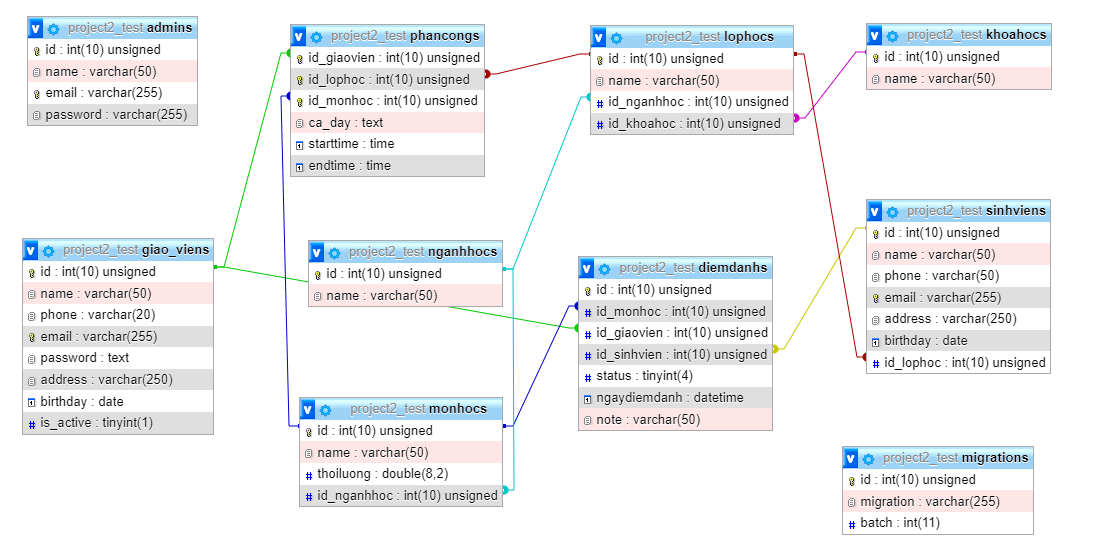 v project2_test admins
id : int(10) unsigned
name : varchar(50)
email : varchar(255)
password : varchar(255)
v project2_test phancongs
id_giaovien : int(10) unsigned
id_lophoc : int(10) unsigned
id_monhoc : int(10) unsigned
ca_day : text
starttime : time
endtime : time
v project2_test lophocs
id : int(10) unsigned
name : varchar(50)
# id_nganhhoc : int(10) unsigned
# id_khoahoc : int(10) unsigned
v project2_test khoahocs
id : int(10) unsigned
name : varchar(50)
v project2_test giao_viens
id : int(10) unsigned
name : varchar(50)
phone : varchar(20)
email : varchar(255)
password : text
address : varchar(250)
birthday : date
# is_active : tinyint(1)
v project2_test nganhhocs
id : int(10) unsigned
name : varchar(50)
v project2_test diemdanhs
id : int(10) unsigned
# id_monhoc : int(10) unsigned
# id_giaovien : int(10) unsigned
# id_sinhvien : int(10) unsigned
# status : tinyint(4)
ngaydiemdanh : datetime
note : varchar(50)
v project2_test sinhviens
id : int(10) unsigned
name : varchar(50)
phone : varchar(50)
email : varchar(255)
address : varchar(250)
birthday : date
# id_lophoc : int(10) unsigned
v project2_test monhocs
id : int(10) unsigned
name : varchar(50)
# thoiluong : double(8,2)
# id_nganhhoc : int(10) unsigned
v project2_test migrations
id : int(10) unsigned
migration : varchar(255)
# batch : int(11)